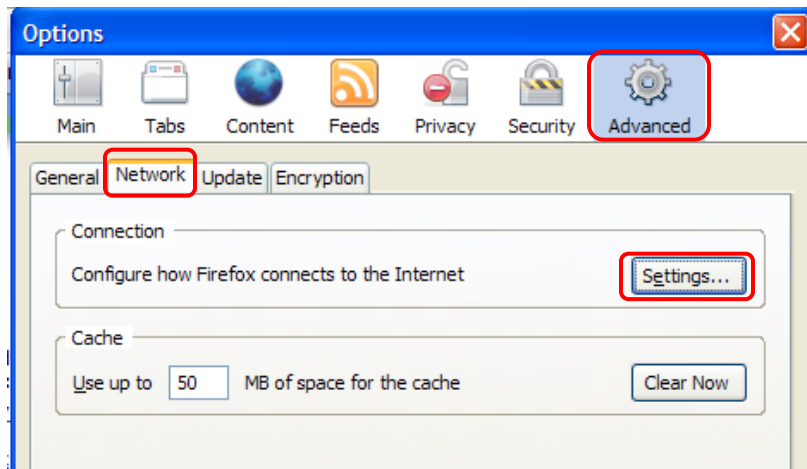 Options
Main Tabs Content Feeds Privacy Security Advanced
General Network Update Encryption
Connection
Configure how Firefox connects to the Internet Settings...
Cache
Use up to 50 MB of space for the cache Clear Now